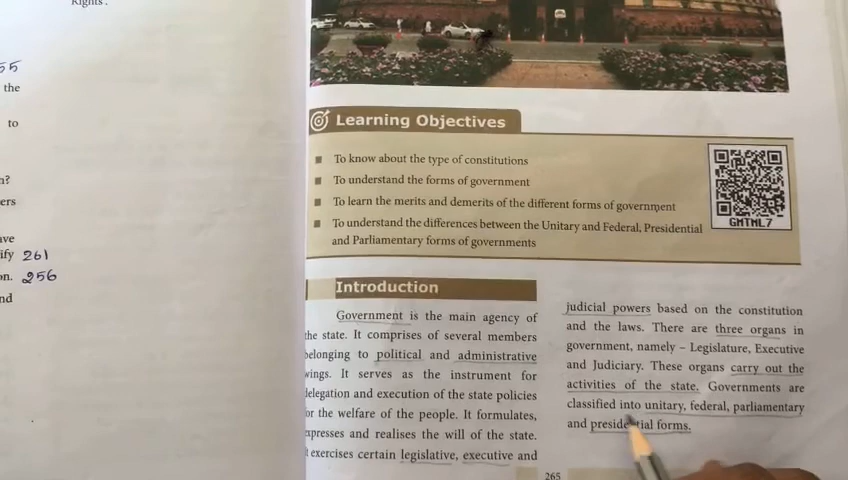 Rights.
55
the
to
n?
ers
ave
ify 261
on. 256
nd
Learning Objectives
■ To know about the type of constitutions
■ To understand the forms of government
■ To learn the merits and demerits of the different forms of government
■ To understand the differences between the Unitary and Federal, Presidential
and Parliamentary forms of governments
GMTML7
Introduction
Government is the main agency of
the state. It comprises of several members
belonging to political and administrative
wings. It serves as the instrument for
delegation and execution of the state policies
for the welfare of the people. It formulates,
expresses and realises the will of the state.
It exercises certain legislative, executive and
judicial powers based on the constitution
and the laws. There are three organs in
government, namely – Legislature, Executive
and Judiciary. These organs carry out the
activities of the state. Governments are
classified into unitary, federal, parliamentary
and presidential forms.
265